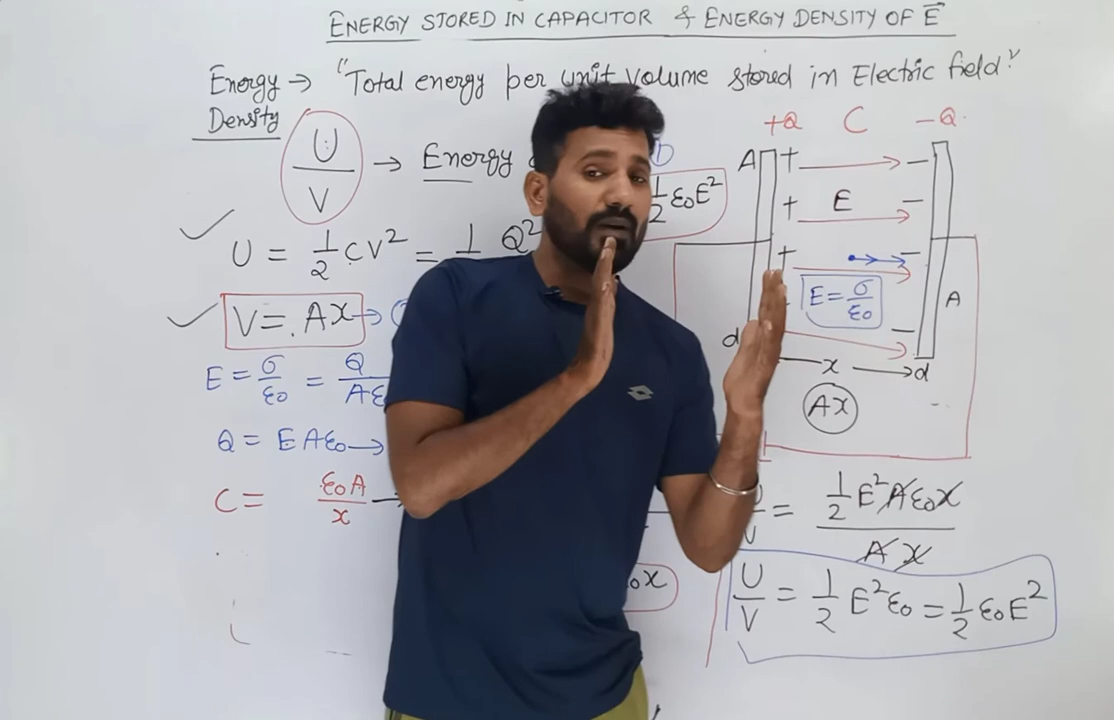 ENERGY STORED IN CAPACITOR & ENERGY DENSITY OF E⃗
Energy → "Total energy per unit volume stored in Electric field."
Density
U/V → Energy
①
1/2 ε₀E²
✓ U = 1/2 CV² = 1 Q²
✓ V = AX →
E = σ/ε₀ = Q/Aε
Q = EAε₀ →
C = ε₀A/x
+Q C -Q
A + → -
+ E → -
+ → -
E = σ/ε₀
A
-
d x → d
AX
= 1/2 E²Aε₀x / Ax
₀x
U/V = 1/2 E²ε₀ = 1/2 ε₀E²